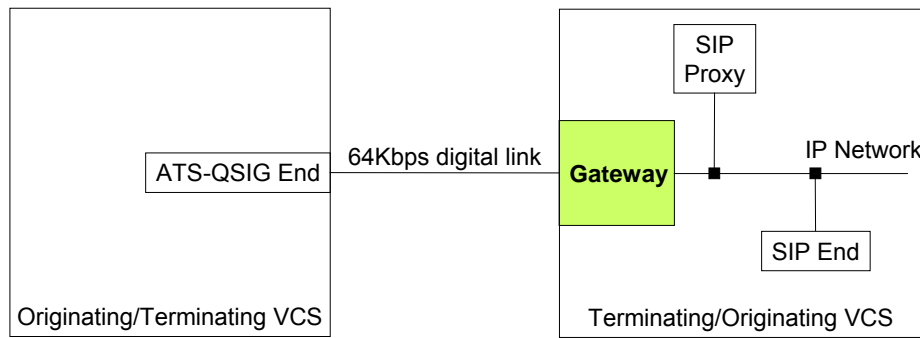 SIP
Proxy
64Kbps digital link
IP Network
ATS-QSIG End
Gateway
SIP End
Originating/Terminating VCS
Terminating/Originating VCS